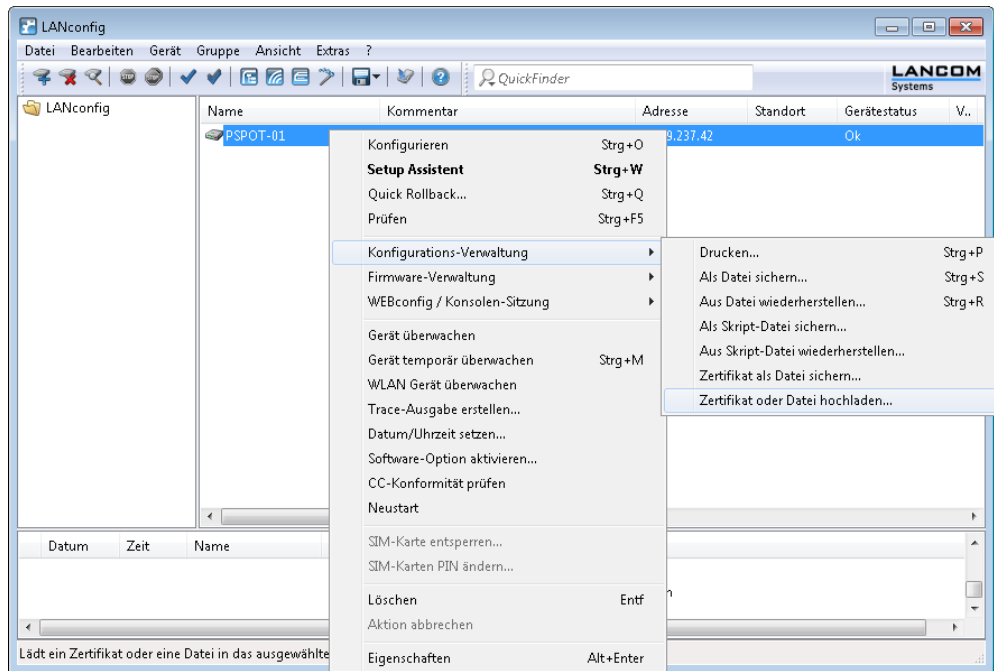 LANconfig
Datei Bearbeiten Gerät Gruppe Ansicht Extras ?
QuickFinder
LANCOM
Systems
LANconfig
Name Kommentar Adresse Standort Gerätestatus V..
PSPOT-01 9.237.42 Ok
Konfigurieren Strg+O
Setup Assistent Strg+W
Quick Rollback... Strg+Q
Prüfen Strg+F5
Konfigurations-Verwaltung
Firmware-Verwaltung
WEBconfig / Konsolen-Sitzung
Gerät überwachen
Gerät temporär überwachen Strg+M
WLAN Gerät überwachen
Trace-Ausgabe erstellen...
Datum/Uhrzeit setzen...
Software-Option aktivieren...
CC-Konformität prüfen
Neustart
SIM-Karte entsperren...
SIM-Karten PIN ändern...
Löschen Entf
Aktion abbrechen
Eigenschaften Alt+Enter
Drucken... Strg+P
Als Datei sichern... Strg+S
Aus Datei wiederherstellen... Strg+R
Als Skript-Datei sichern...
Aus Skript-Datei wiederherstellen...
Zertifikat als Datei sichern...
Zertifikat oder Datei hochladen...
Datum Zeit Name
Lädt ein Zertifikat oder eine Datei in das ausgewählte